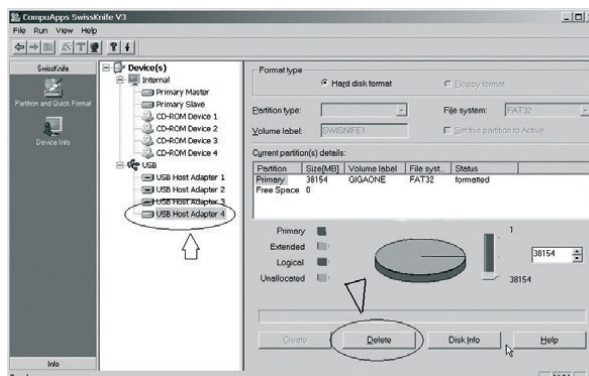 CompuApps SwissKnife V3
File Run View Help
SwissKnife
Partition and Quick Format
Device Info
Info
Device(s)
Internal
Primary Master
Primary Slave
CD-ROM Device 1
CD-ROM Device 2
CD-ROM Device 3
CD-ROM Device 4
USB
USB Host Adapter 1
USB Host Adapter 2
USB Host Adapter 3
USB Host Adapter 4
Format type
Hard disk format
Floppy format
Partition type:
File system: FAT32
Volume label: SWISNIFE1
Set this partition to Active
Current partition(s) details:
Partition Size[MB] Volume label File syst... Status
Primary 38154 GIGAONE FAT32 formatted
Free Space 0
Primary
Extended
Logical
Unallocated
1
38154
38154
Create Delete Disk Info Help